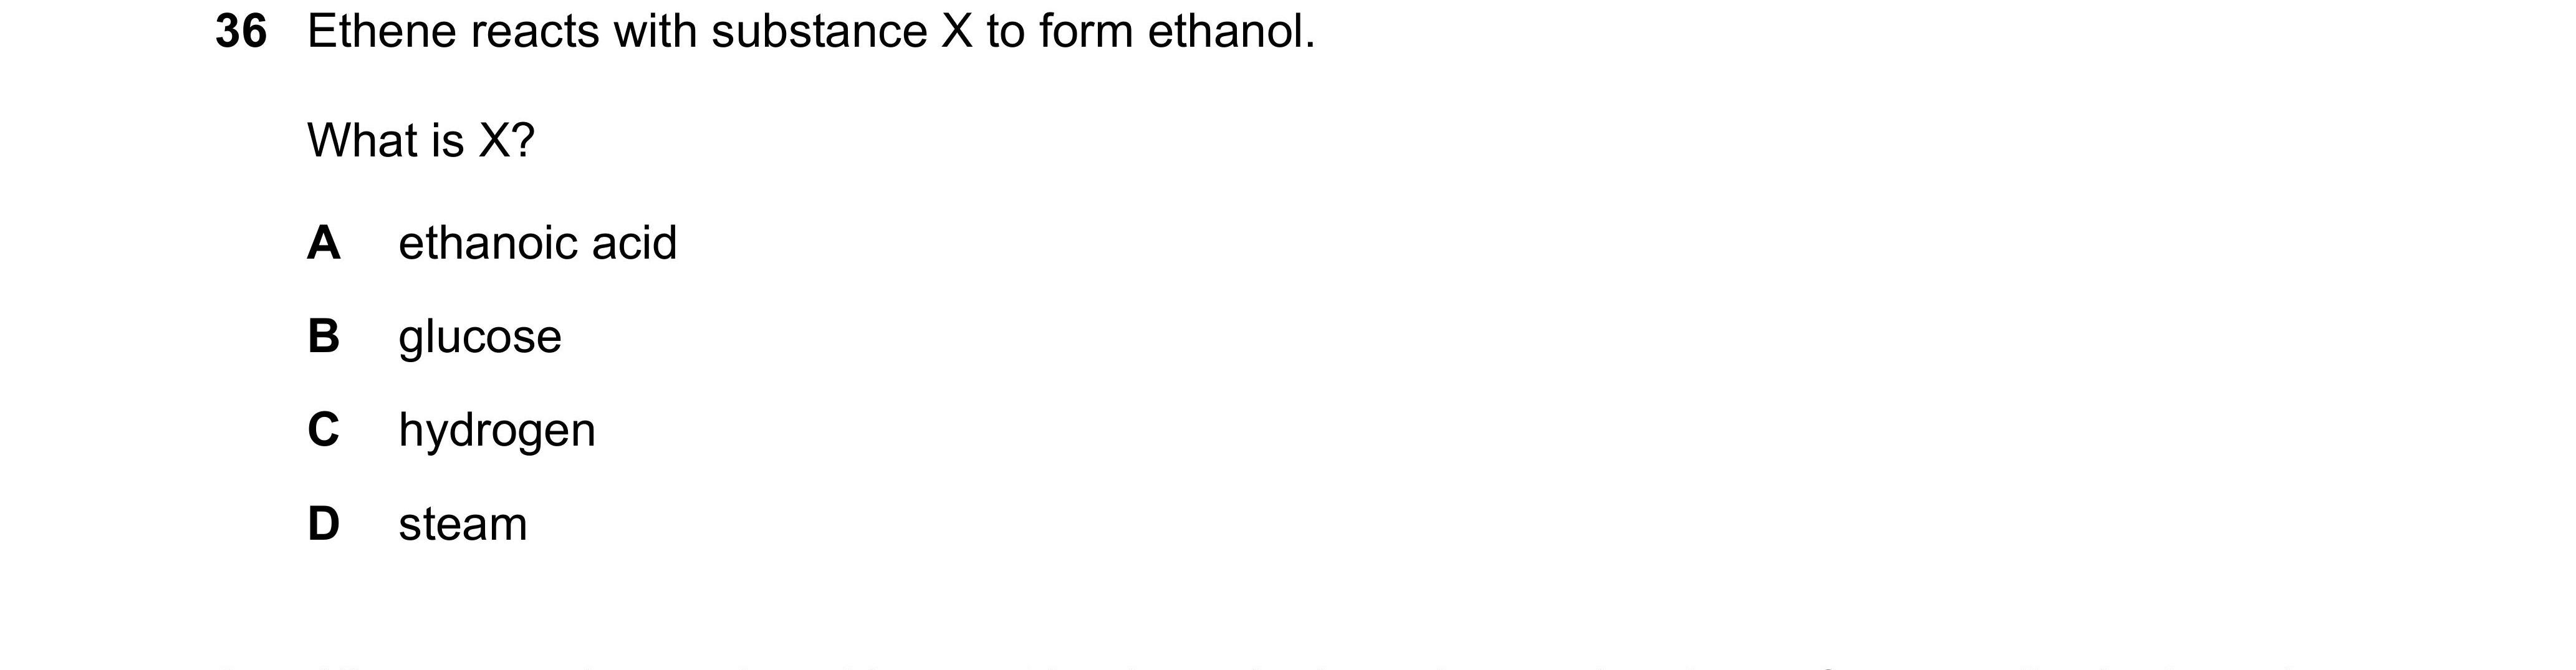 36 Ethene reacts with substance X to form ethanol.
What is X?
A ethanoic acid
B glucose
C hydrogen
D steam